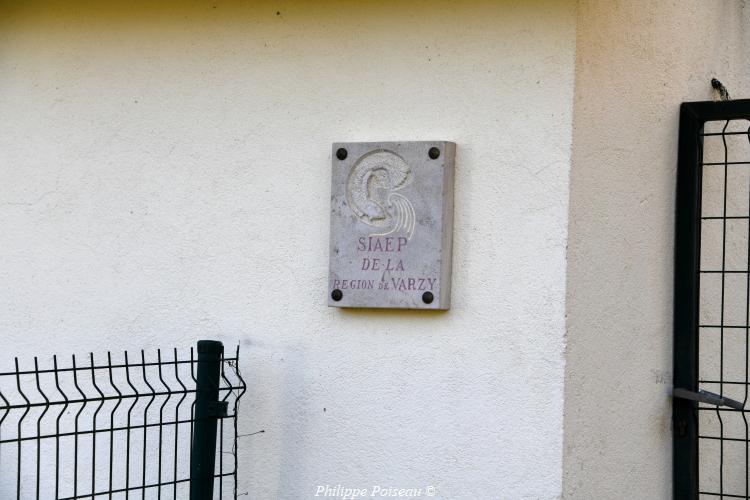 SIAEP
DE LA
REGION DE VARZY
Philippe Poiseau ©